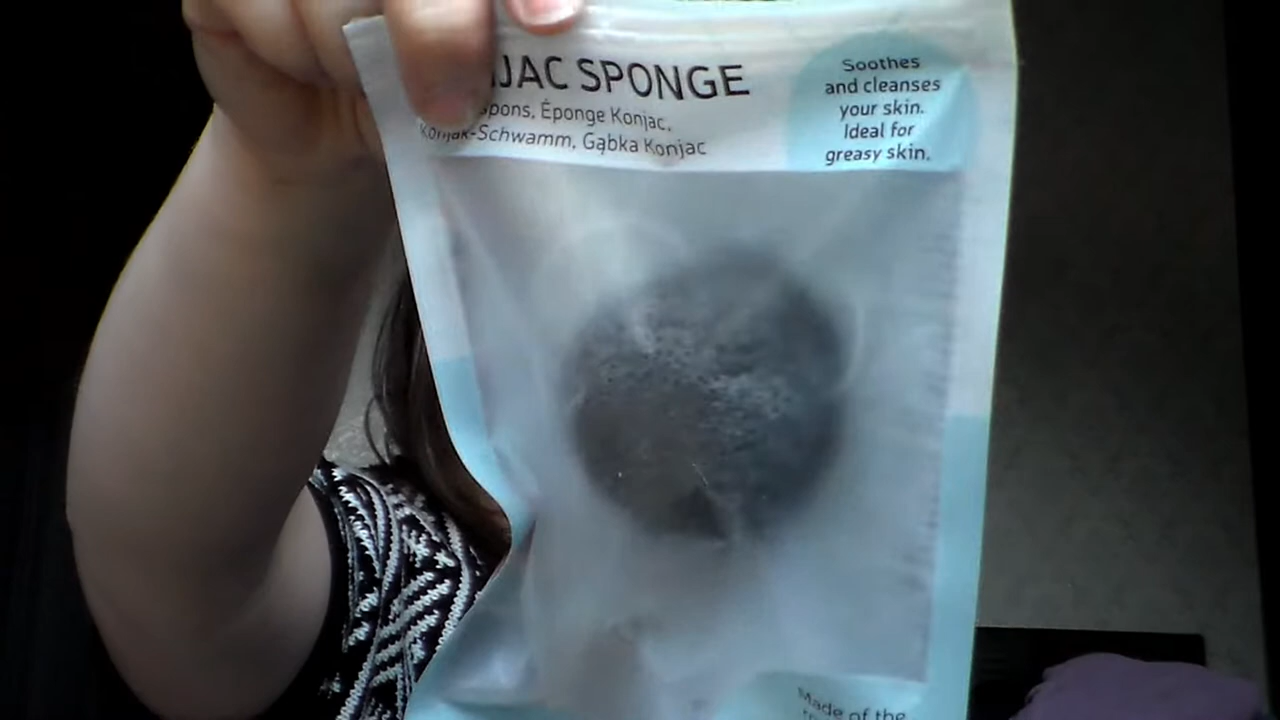 JAC SPONGE
spons, Éponge Konjac,
Konjak-Schwamm, Gąbka Konjac
Soothes
and cleanses
your skin.
Ideal for
greasy skin.
Made of the